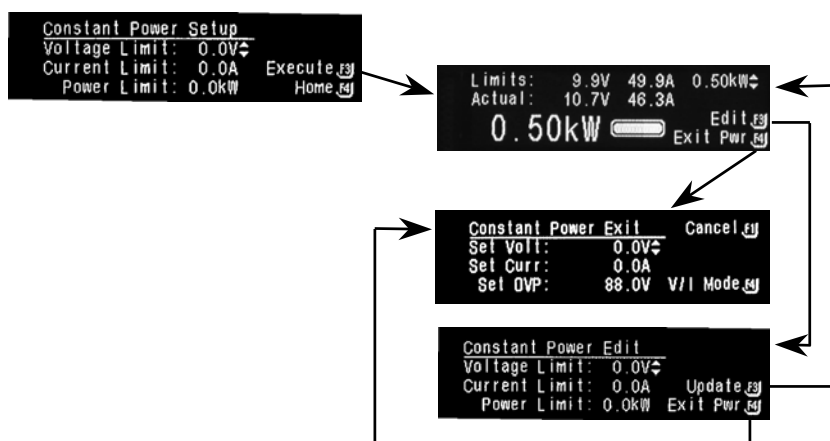 Constant Power Setup
Voltage Limit: 0.0V
Current Limit: 0.0A Execute F3
Power Limit: 0.0kW Home F4
Limits: 9.9V 49.9A 0.50kW
Actual: 10.7V 46.3A
0.50kW Edit F3
Exit Pwr F4
Constant Power Exit Cancel F1
Set Volt: 0.0V
Set Curr: 0.0A
Set OVP: 88.0V V/I Mode F4
Constant Power Edit
Voltage Limit: 0.0V
Current Limit: 0.0A Update F3
Power Limit: 0.0kW Exit Pwr F4